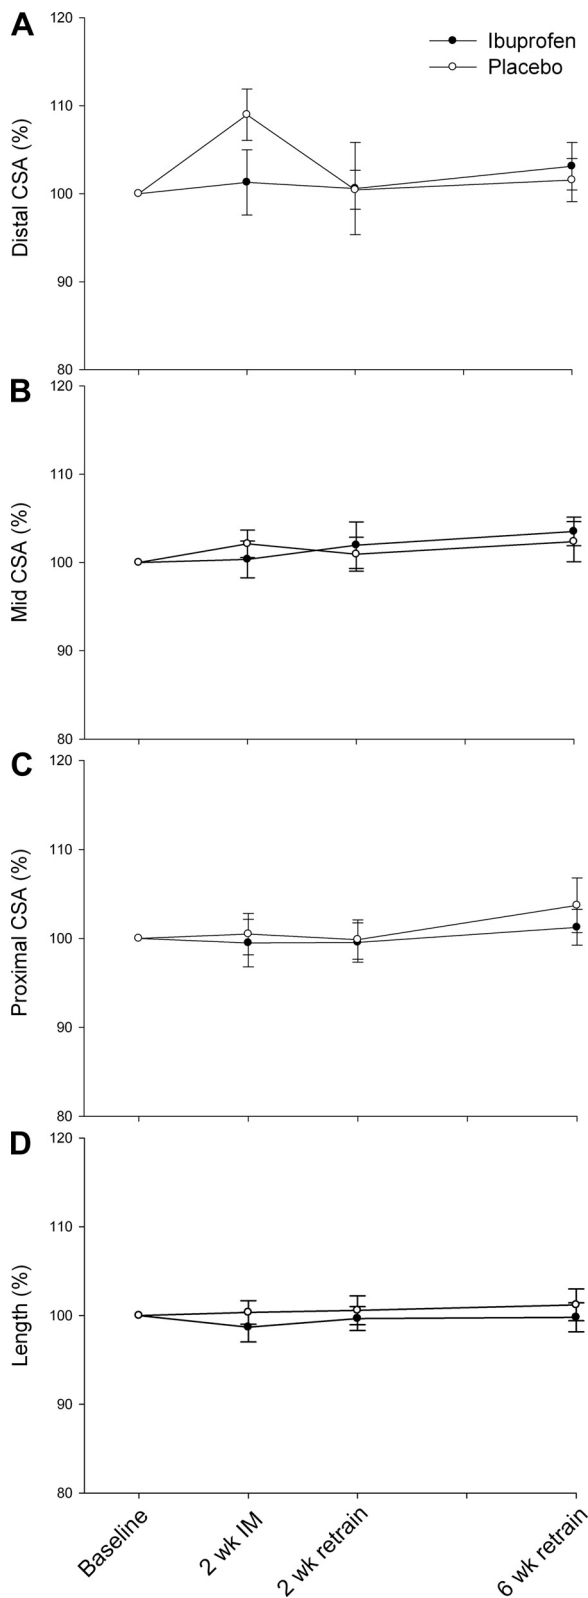 A
120
110
100
90
80
Distal CSA (%)
Ibuprofen
Placebo
B
120
110
100
90
80
Mid CSA (%)
C
120
110
100
90
80
Proximal CSA (%)
D
120
110
100
90
80
Length (%)
Baseline
2 wk IM
2 wk retrain
6 wk retrain